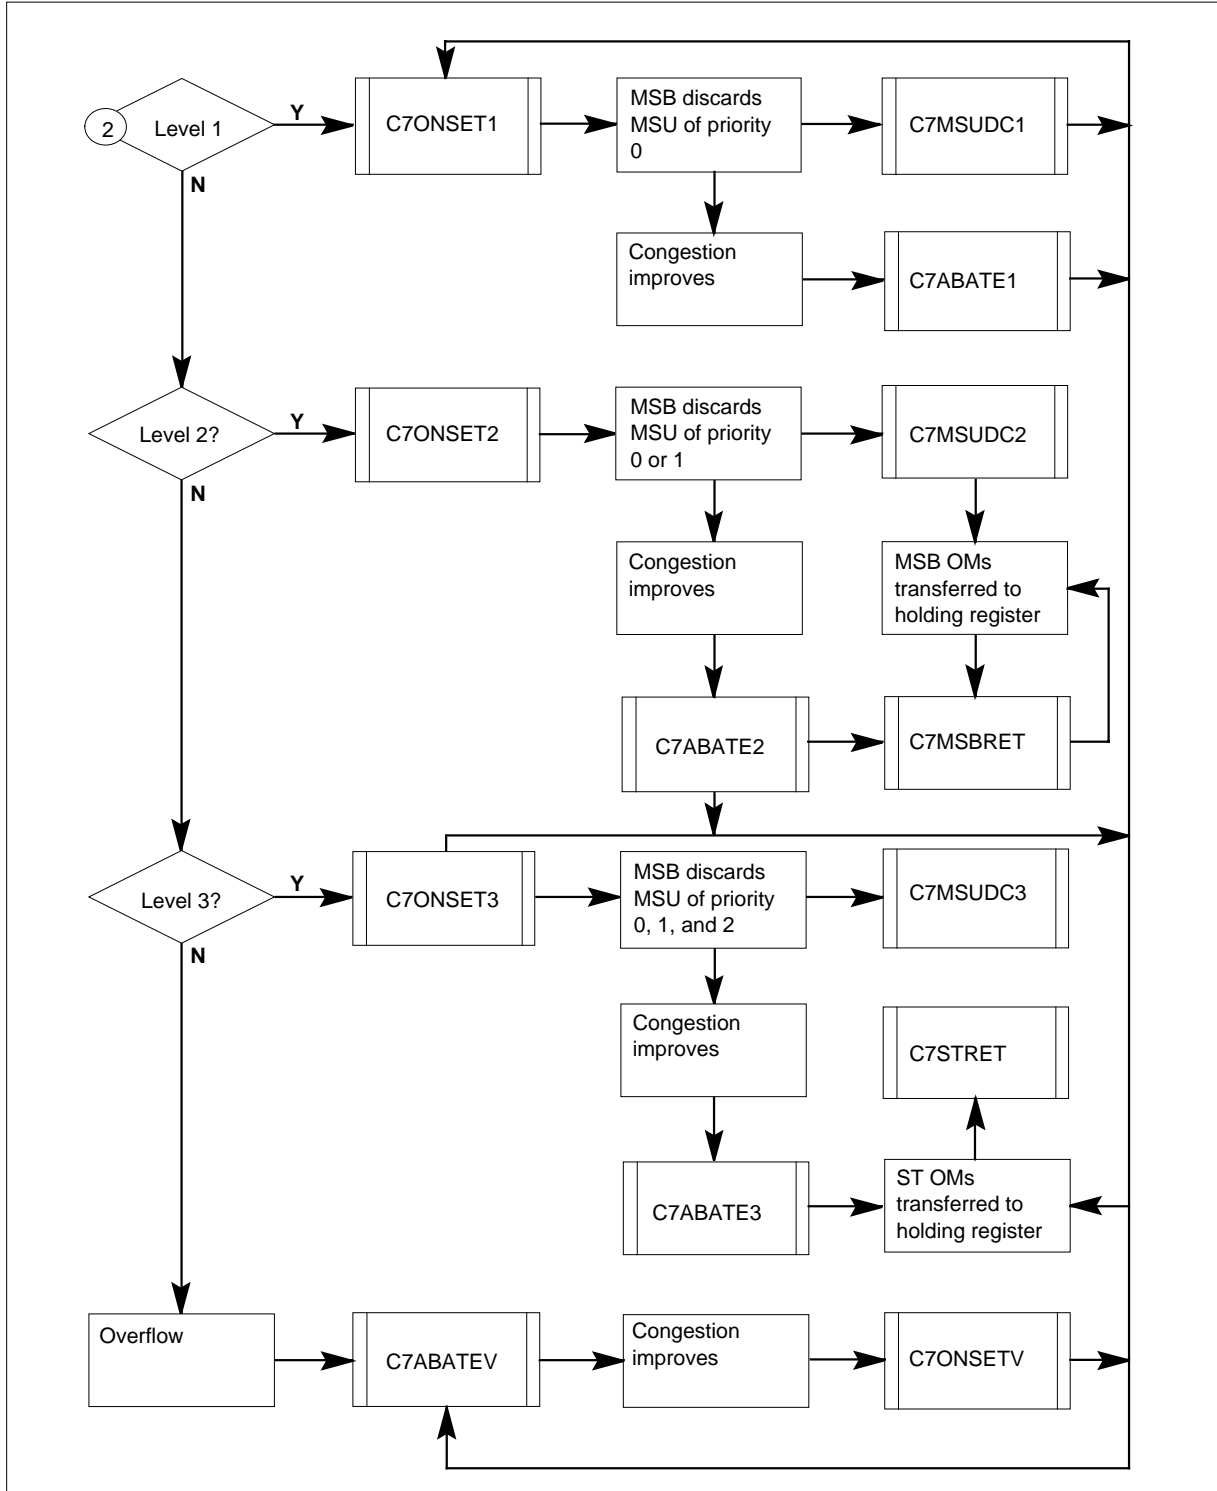 2
Level 1
Y
N
C7ONSET1
MSB discards
MSU of priority
0
C7MSUDC1
Congestion
improves
C7ABATE1
Level 2?
Y
N
C7ONSET2
MSB discards
MSU of priority
0 or 1
C7MSUDC2
Congestion
improves
MSB OMs
transferred to
holding register
C7ABATE2
C7MSBRET
Level 3?
Y
N
C7ONSET3
MSB discards
MSU of priority
0, 1, and 2
C7MSUDC3
Congestion
improves
C7STRET
C7ABATE3
ST OMs
transferred to
holding register
Overflow
C7ABATEV
Congestion
improves
C7ONSETV